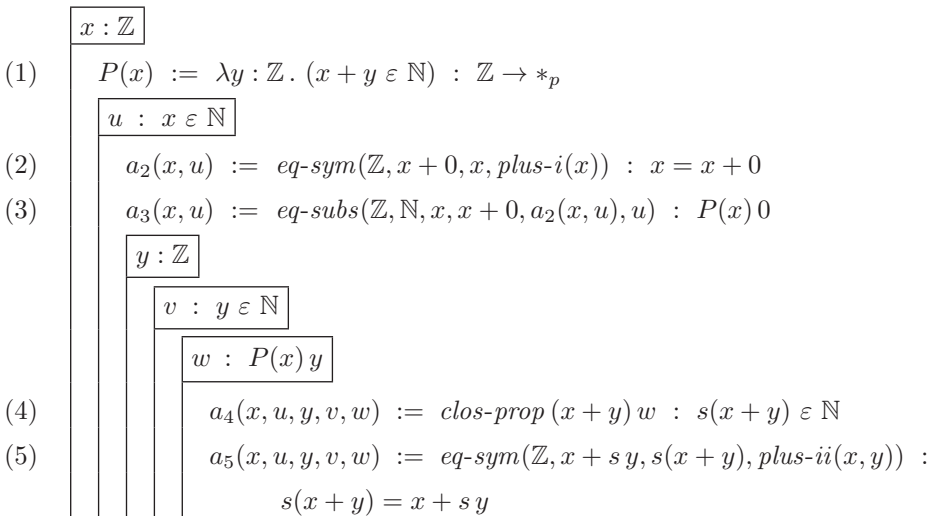 x : ℤ
(1) P(x) := λy : ℤ . (x + y ε ℕ) : ℤ → ∗ₚ
u : x ε ℕ
(2) a₂(x, u) := eq-sym(ℤ, x + 0, x, plus-i(x)) : x = x + 0
(3) a₃(x, u) := eq-subs(ℤ, ℕ, x, x + 0, a₂(x, u), u) : P(x) 0
y : ℤ
v : y ε ℕ
w : P(x) y
(4) a₄(x, u, y, v, w) := clos-prop (x + y) w : s(x + y) ε ℕ
(5) a₅(x, u, y, v, w) := eq-sym(ℤ, x + s y, s(x + y), plus-ii(x, y)) :
s(x + y) = x + s y